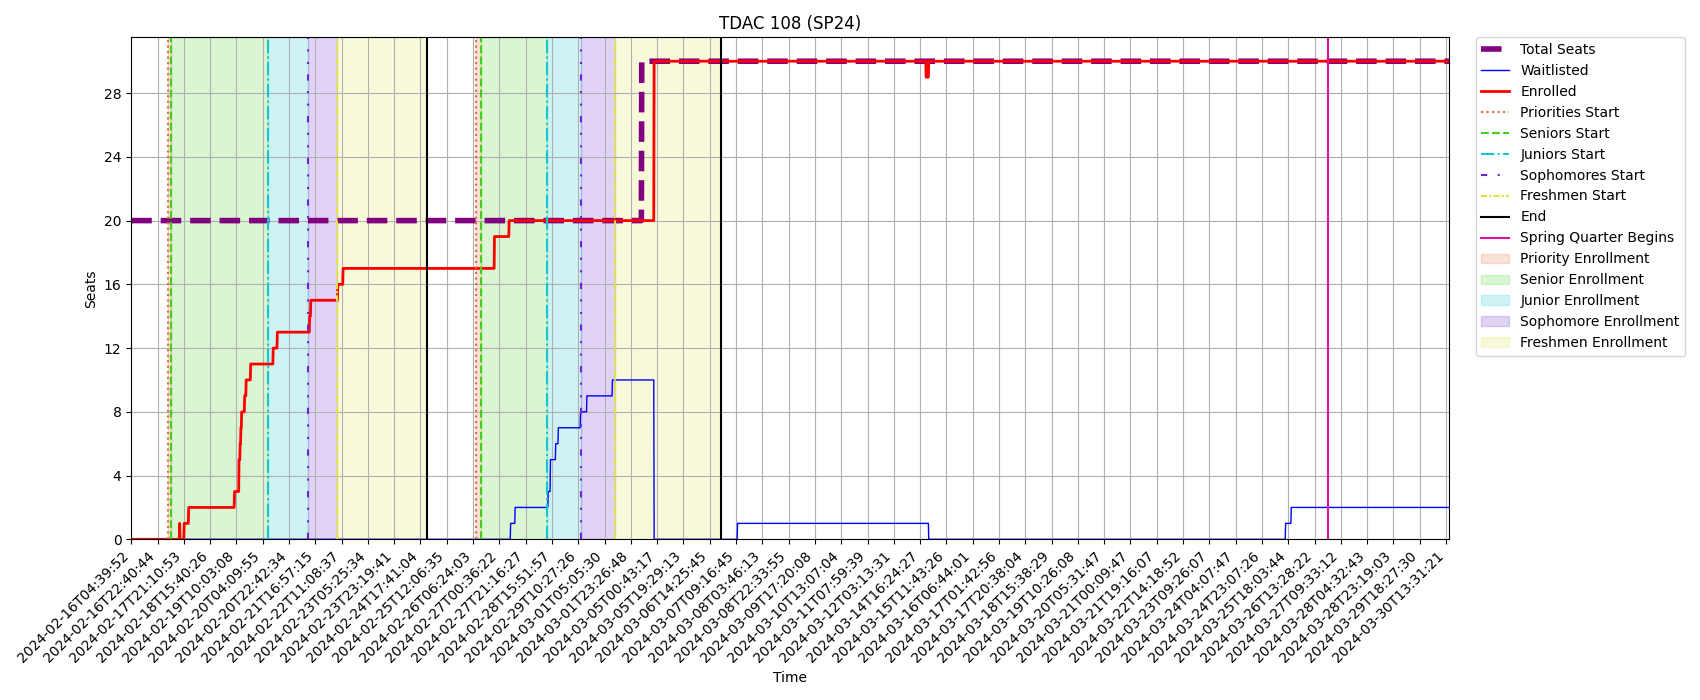 TDAC 108 (SP24)
Seats
28
24
20
16
12
8
4
0
2024-02-16T04:39:52
2024-02-16T22:40:44
2024-02-17T21:10:53
2024-02-18T15:40:26
2024-02-19T10:03:08
2024-02-20T04:09:55
2024-02-20T22:42:34
2024-02-21T16:57:15
2024-02-22T11:08:37
2024-02-23T05:25:34
2024-02-23T23:19:41
2024-02-24T17:41:04
2024-02-25T12:06:35
2024-02-26T06:24:03
2024-02-27T00:36:22
2024-02-27T21:16:27
2024-02-28T15:51:57
2024-02-29T10:27:26
2024-03-01T05:05:30
2024-03-01T23:26:48
2024-03-05T00:43:17
2024-03-05T19:29:13
2024-03-06T14:25:45
2024-03-07T09:16:45
2024-03-08T03:46:13
2024-03-08T22:33:55
2024-03-09T17:20:08
2024-03-10T13:07:04
2024-03-11T07:59:39
2024-03-12T03:13:31
2024-03-14T16:24:27
2024-03-15T11:43:26
2024-03-16T06:44:01
2024-03-17T01:42:56
2024-03-17T20:38:04
2024-03-18T15:38:29
2024-03-19T10:26:08
2024-03-20T05:31:47
2024-03-21T00:09:47
2024-03-21T19:16:07
2024-03-22T14:18:52
2024-03-23T09:26:07
2024-03-24T04:07:47
2024-03-24T23:07:26
2024-03-25T18:03:44
2024-03-26T13:28:22
2024-03-27T09:33:12
2024-03-28T04:32:43
2024-03-28T23:19:03
2024-03-29T18:27:30
2024-03-30T13:31:21
Time
Total Seats
Waitlisted
Enrolled
Priorities Start
Seniors Start
Juniors Start
Sophomores Start
Freshmen Start
End
Spring Quarter Begins
Priority Enrollment
Senior Enrollment
Junior Enrollment
Sophomore Enrollment
Freshmen Enrollment